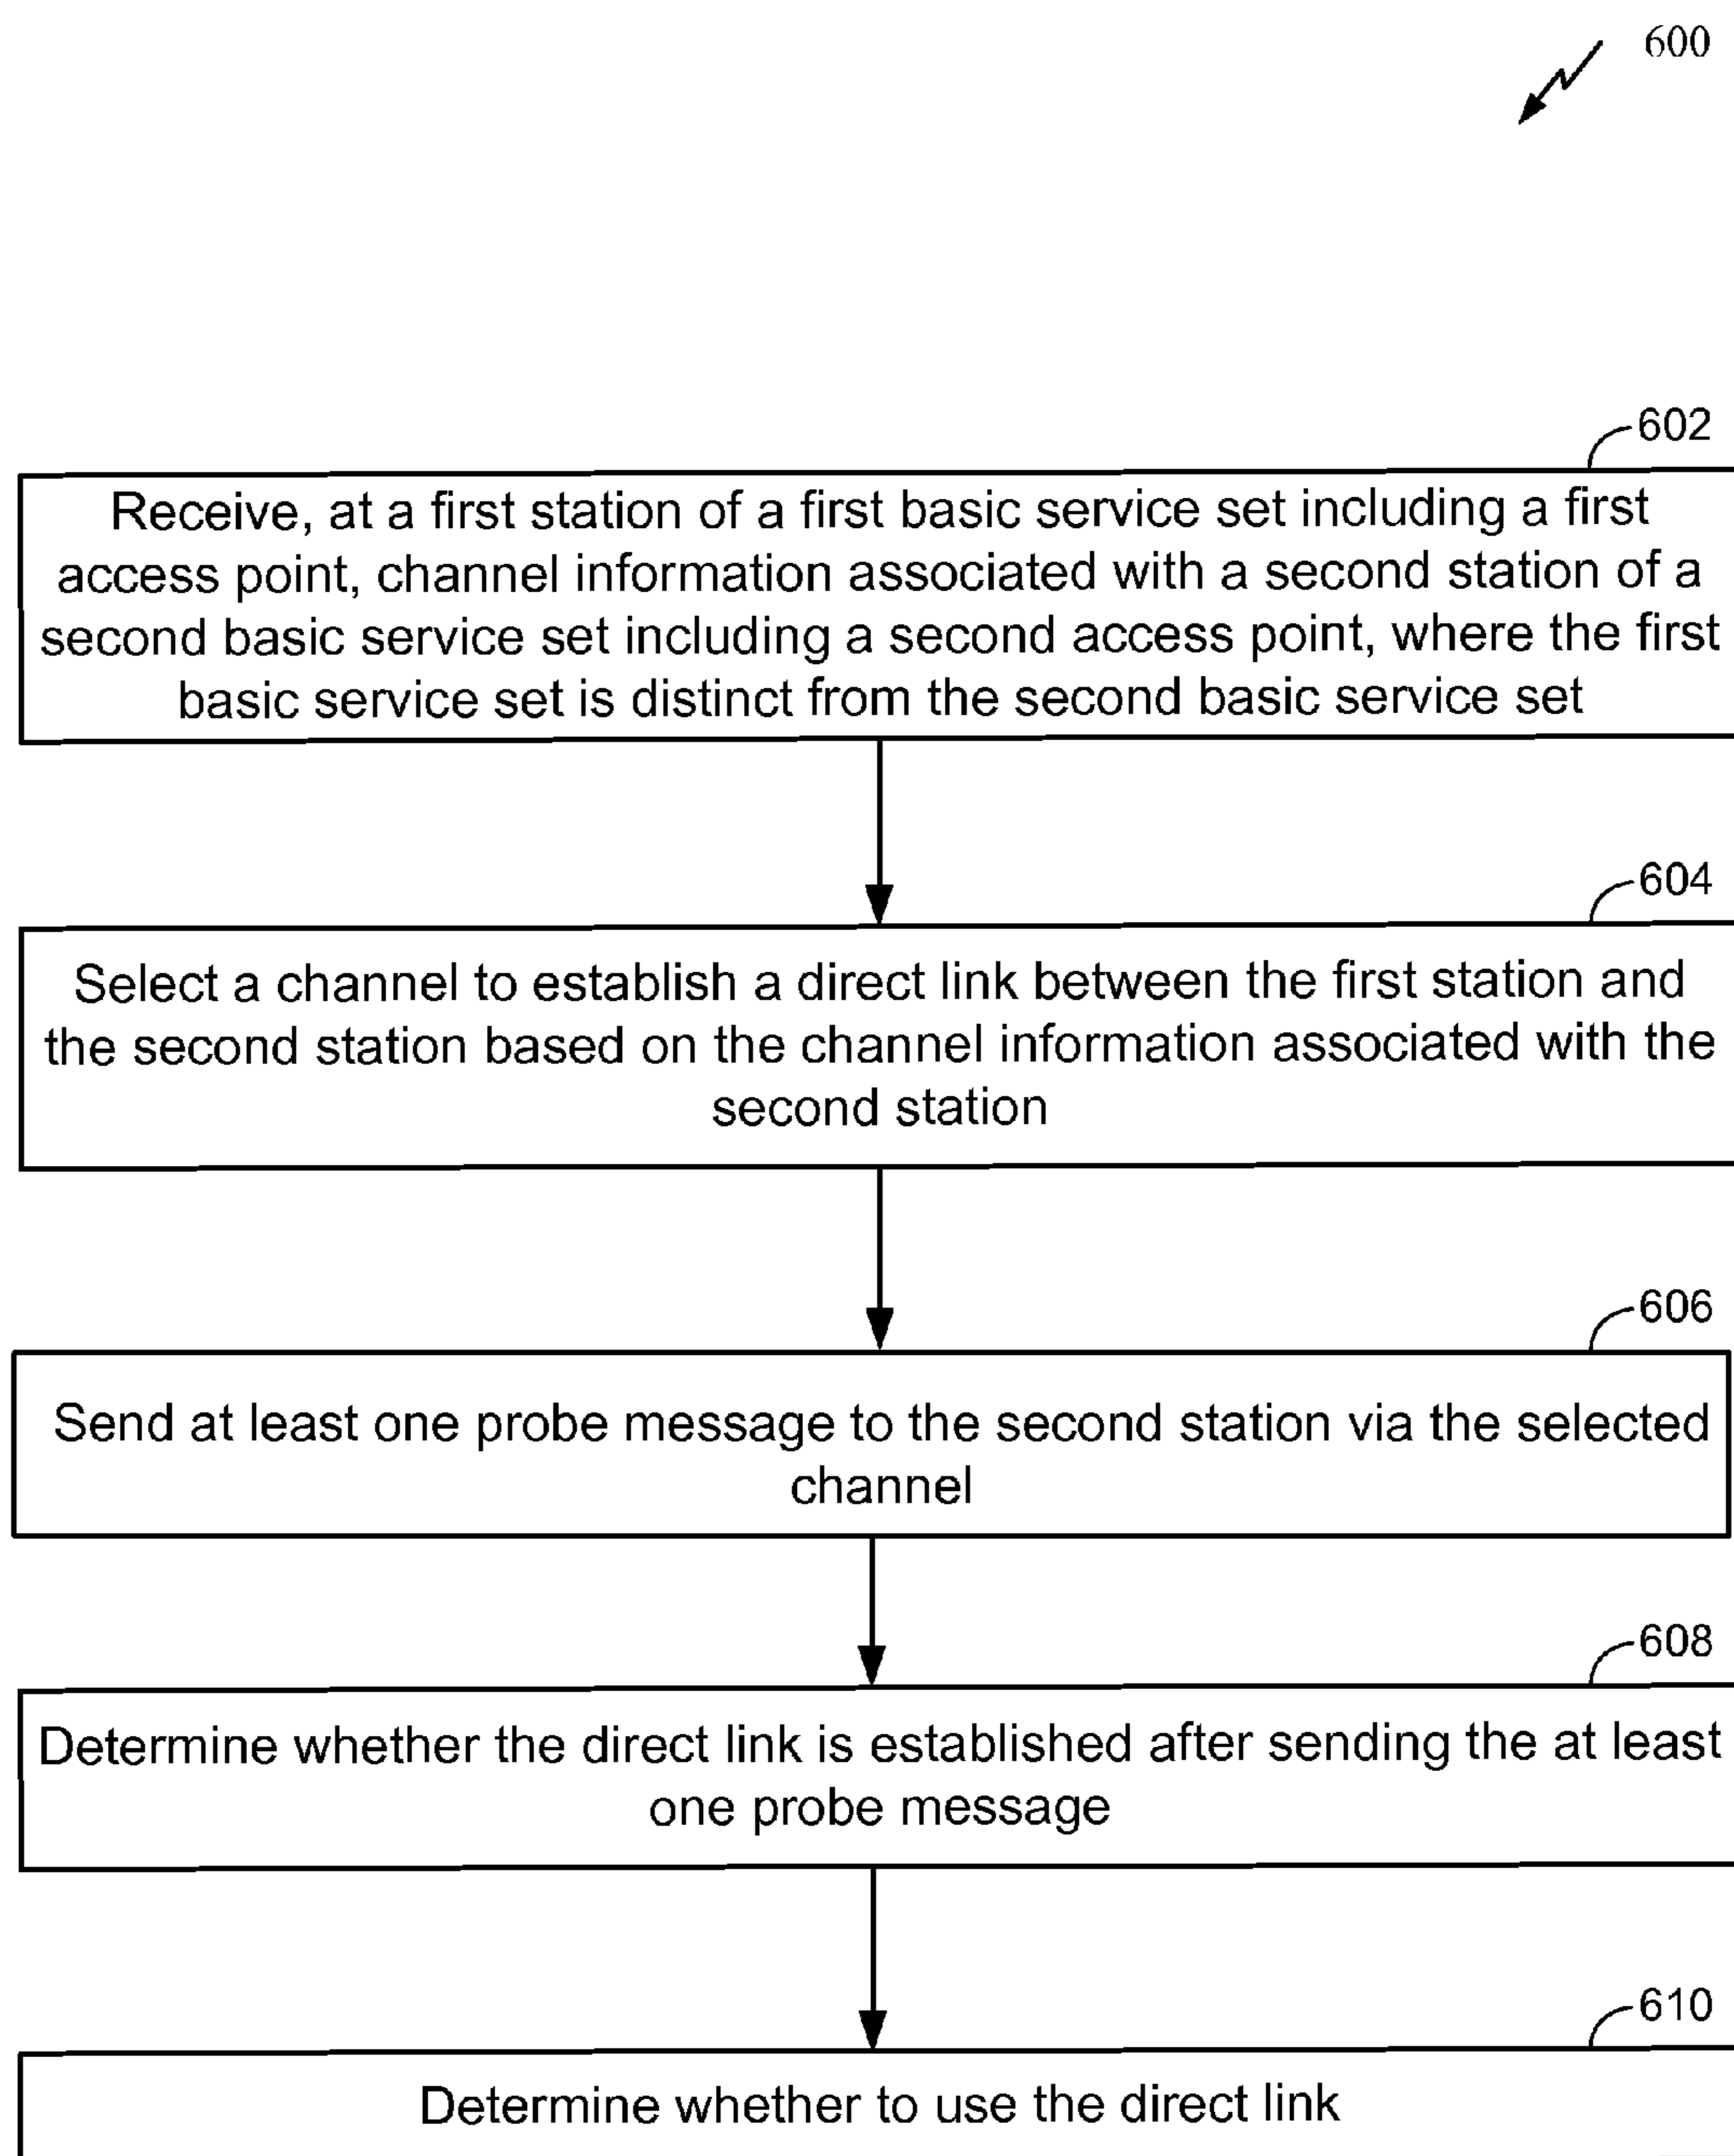 600
602
Receive, at a first station of a first basic service set including a first
access point, channel information associated with a second station of a
second basic service set including a second access point, where the first
basic service set is distinct from the second basic service set
604
Select a channel to establish a direct link between the first station and
the second station based on the channel information associated with the
second station
606
Send at least one probe message to the second station via the selected
channel
608
Determine whether the direct link is established after sending the at least
one probe message
610
Determine whether to use the direct link